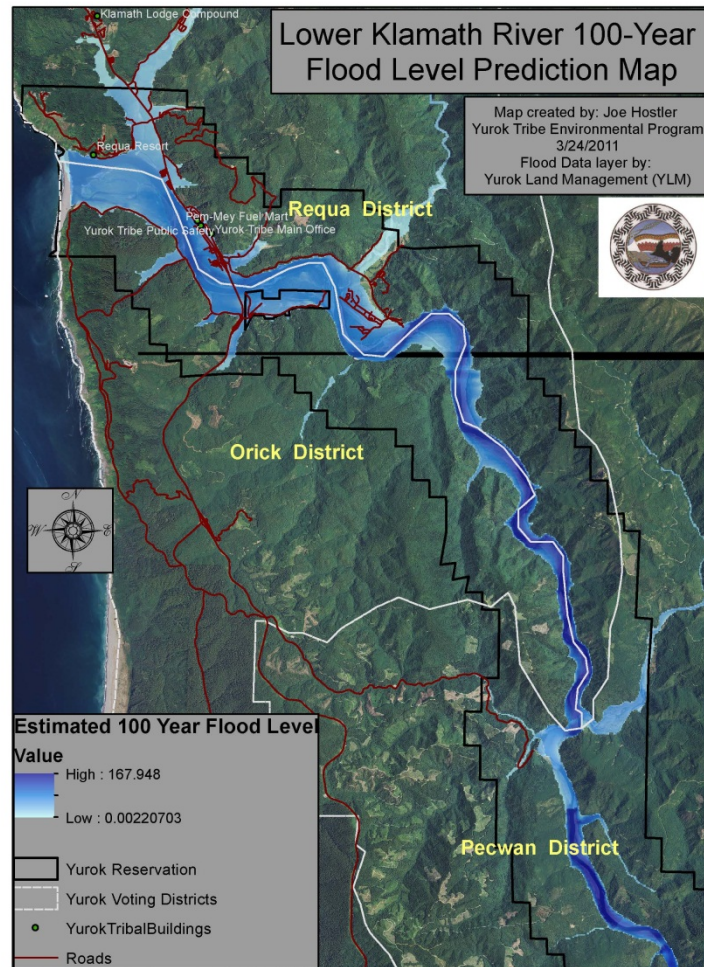 Klamath Lodge Compound
Lower Klamath River 100-Year
Flood Level Prediction Map
Map created by: Joe Hostler
Yurok Tribe Environmental Program
3/24/2011
Flood Data layer by:
Yurok Land Management (YLM)
Requa Resort
Requa District
Pem-Mey Fuel Mart
Yurok Tribe Public Safety
Yurok Tribe Main Office
Orick District
N
W
E
S
Pecwan District
Estimated 100 Year Flood Level
Value
High : 167.948
Low : 0.00220703
Yurok Reservation
Yurok Voting Districts
YurokTribalBuildings
Roads